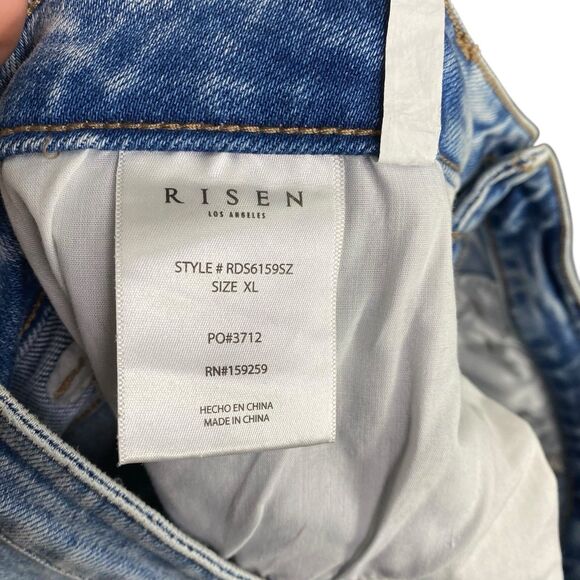 RISEN
LOS ANGELES
STYLE # RDS6159SZ
SIZE XL
PO#3712
RN#159259
HECHO EN CHINA
MADE IN CHINA